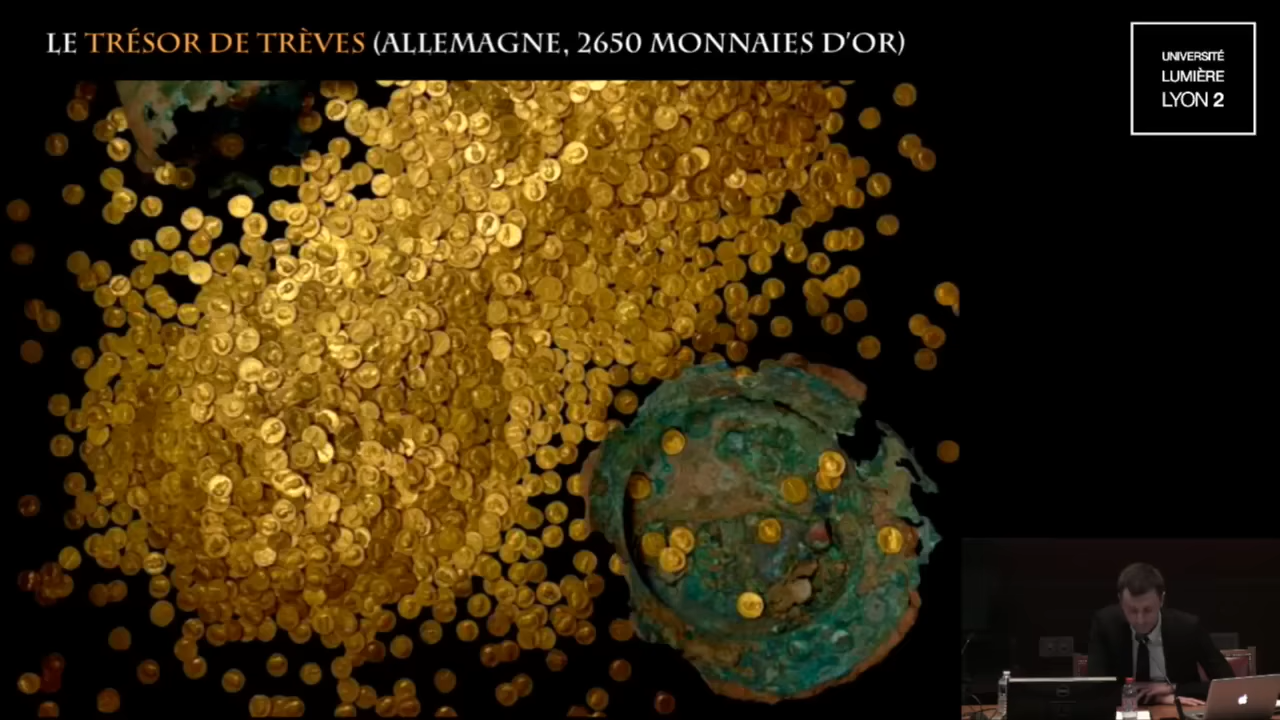 LE TRÉSOR DE TRÈVES (ALLEMAGNE, 2650 MONNAIES D'OR)
UNIVERSITÉ
LUMIÈRE
LYON 2